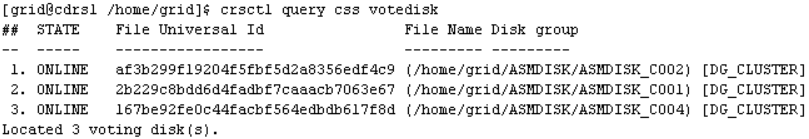 [grid@cdrsl /home/grid]$ crsctl query css votedisk
##  STATE    File Universal Id                File Name Disk group
--  -----    -----------------                --------- ---------
 1. ONLINE   af3b299f19204f5fbf5d2a8356edf4c9 (/home/grid/ASMDISK/ASMDISK_C002) [DG_CLUSTER]
 2. ONLINE   2b229c8bdd6d4fadbf7caaacb7063e67 (/home/grid/ASMDISK/ASMDISK_C001) [DG_CLUSTER]
 3. ONLINE   167be92fe0c44facbf564edbdb617f8d (/home/grid/ASMDISK/ASMDISK_C004) [DG_CLUSTER]
Located 3 voting disk(s).